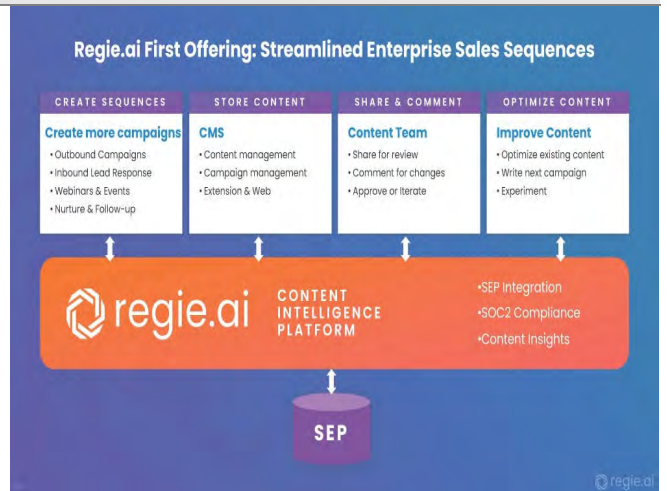 Regie.ai First Offering: Streamlined Enterprise Sales Sequences
CREATE SEQUENCES
Create more campaigns
• Outbound Campaigns
• Inbound Lead Response
• Webinars & Events
• Nurture & Follow-up
STORE CONTENT
CMS
• Content management
• Campaign management
• Extension & Web
SHARE & COMMENT
Content Team
• Share for review
• Comment for changes
• Approve or Iterate
OPTIMIZE CONTENT
Improve Content
• Optimize existing content
• Write next campaign
• Experiment
regie.ai
CONTENT
INTELLIGENCE
PLATFORM
•SEP Integration
•SOC2 Compliance
•Content Insights
SEP
regie.ai